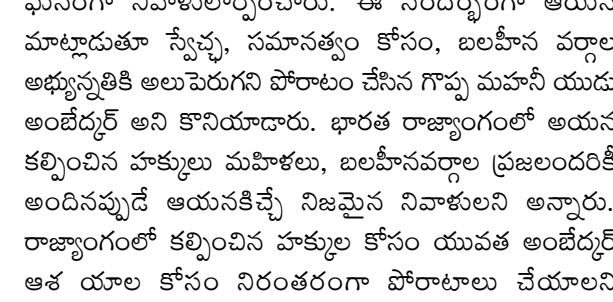 ఘనంగా నివాళులర్పించారు. ఈ సందర్భంగా ఆయన
మాట్లాడుతూ స్వేచ్ఛ, సమానత్వం కోసం, బలహీన వర్గాల
అభ్యున్నతికి అలుపెరుగని పోరాటం చేసిన గొప్ప మహనీ యుడు
అంబేద్కర్ అని కొనియాడారు. భారత రాజ్యాంగంలో అయన
కల్పించిన హక్కులు మహిళలు, బలహీనవర్గాల ప్రజలందరికీ
అందినప్పుడే ఆయనకిచ్చే నిజమైన నివాళులని అన్నారు.
రాజ్యాంగంలో కల్పించిన హక్కుల కోసం యువత అంబేద్కర్
ఆశ యాల కోసం నిరంతరంగా పోరాటాలు చేయాలని